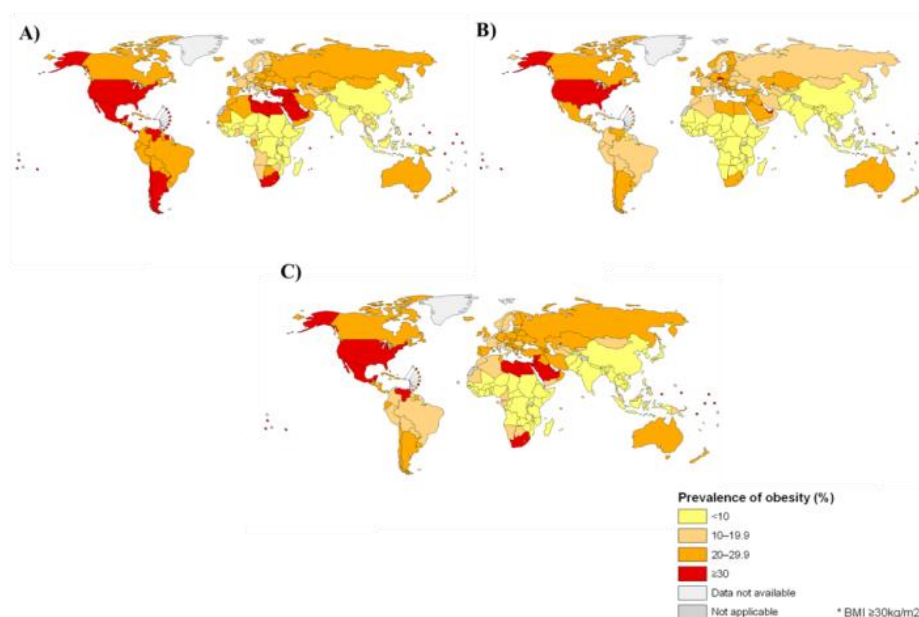 A)
B)
C)
Prevalence of obesity (%)
<10
10–19.9
20–29.9
≥30
Data not available
Not applicable
* BMI ≥30kg/m2